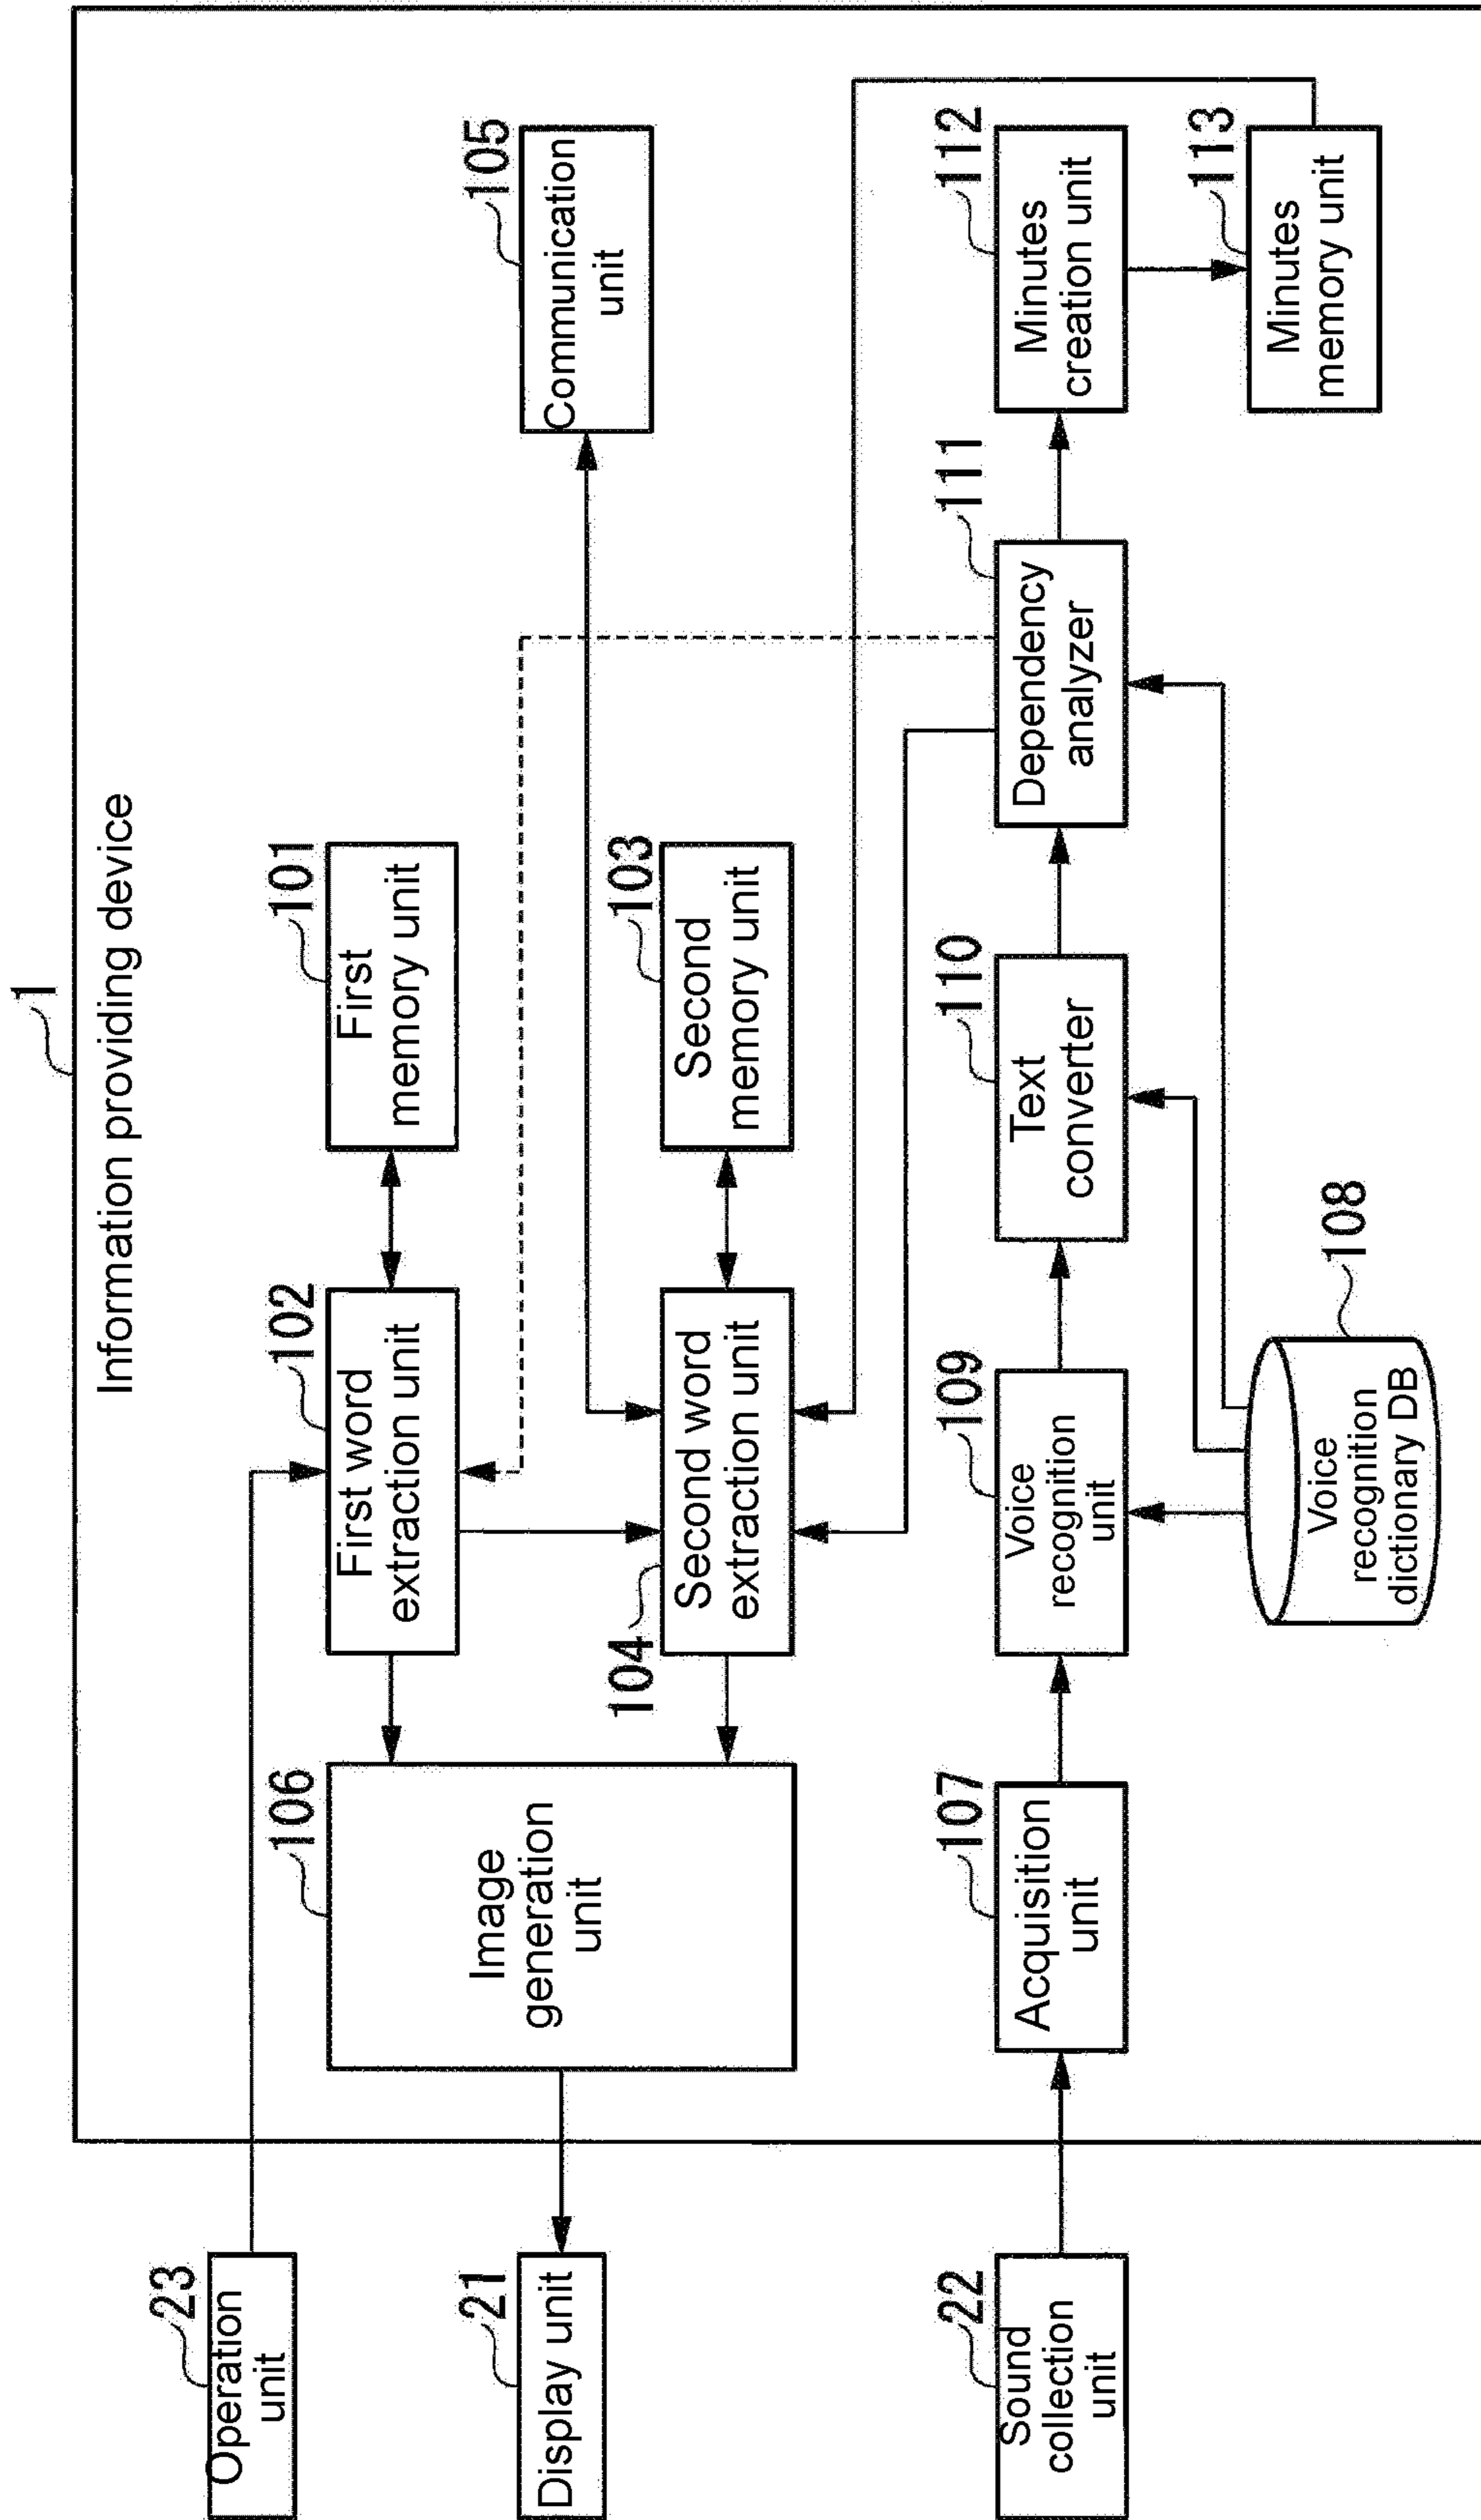 1
Information providing device
23
Operation
unit
21
Display unit
22
Sound
collection
unit
106
Image
generation
unit
102
First word
extraction unit
101
First
memory unit
104
Second word
extraction unit
103
Second
memory unit
105
Communication
unit
107
Acquisition
unit
109
Voice
recognition
unit
110
Text
converter
111
Dependency
analyzer
112
Minutes
creation unit
113
Minutes
memory unit
108
Voice
recognition
dictionary DB